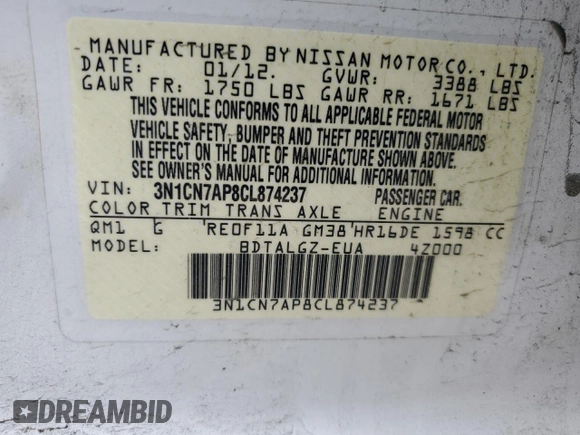 MANUFACTURED BY NISSAN MOTOR CO., LTD.
DATE: 01/12. GVWR: 3388 LBS
GAWR FR: 1750 LBS GAWR RR: 1671 LBS
THIS VEHICLE CONFORMS TO ALL APPLICABLE FEDERAL MOTOR
VEHICLE SAFETY, BUMPER AND THEFT PREVENTION STANDARDS
IN EFFECT ON THE DATE OF MANUFACTURE SHOWN ABOVE.
SEE OWNER'S MANUAL FOR ADDITIONAL INFORMATION.
VIN: 3N1CN7AP8CL874237 PASSENGER CAR.
COLOR TRIM TRANS AXLE ENGINE
QM1 G 'RE0F11A GM38'HR16DE 1598 CC
MODEL: BDTALGZ-EUA 4Z000
3N1CN7AP8CL874237
DREAMBID